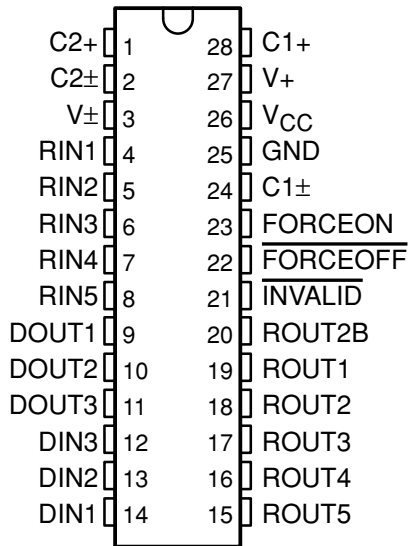 C2+ 1 28 C1+
C2± 2 27 V+
V± 3 26 VCC
RIN1 4 25 GND
RIN2 5 24 C1±
RIN3 6 23 FORCEON
RIN4 7 22 FORCEOFF
RIN5 8 21 INVALID
DOUT1 9 20 ROUT2B
DOUT2 10 19 ROUT1
DOUT3 11 18 ROUT2
DIN3 12 17 ROUT3
DIN2 13 16 ROUT4
DIN1 14 15 ROUT5